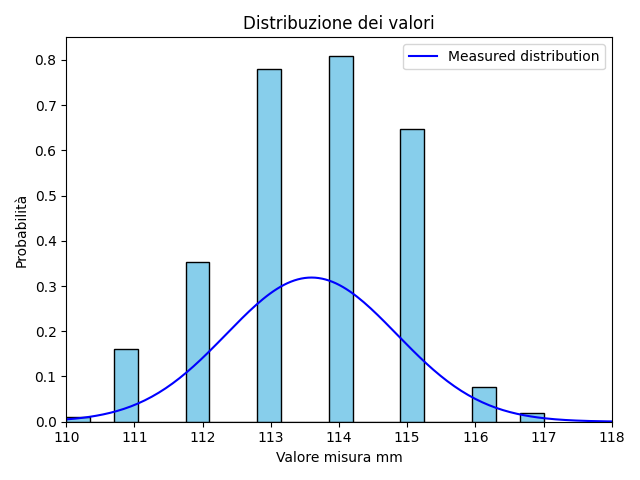 Distribuzione dei valori
Measured distribution
0.8
0.7
0.6
0.5
0.4
0.3
0.2
0.1
0.0
Probabilità
110 111 112 113 114 115 116 117 118
Valore misura mm